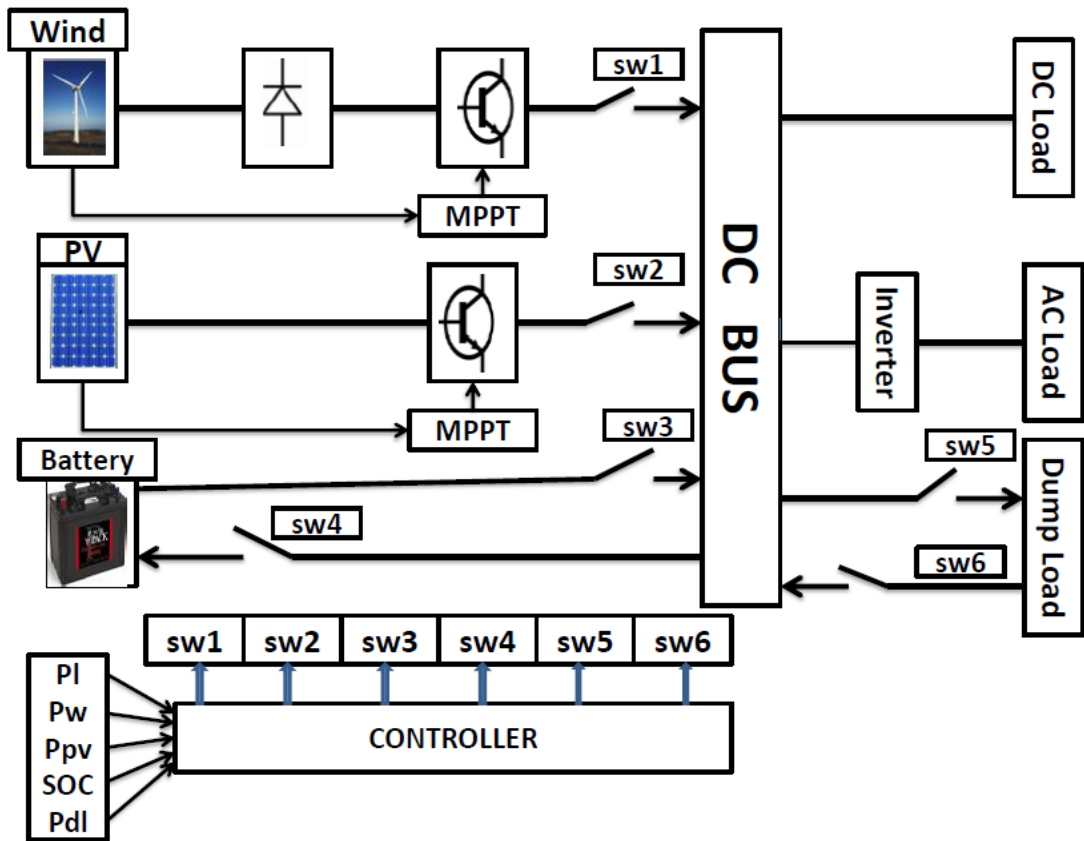 Wind
sw1
DC Load
MPPT
PV
sw2
DC BUS
Inverter
AC Load
MPPT
sw3
Battery
sw4
sw5
Dump Load
sw6
sw1 sw2 sw3 sw4 sw5 sw6
Pl
Pw
Ppv
SOC
Pdl
CONTROLLER